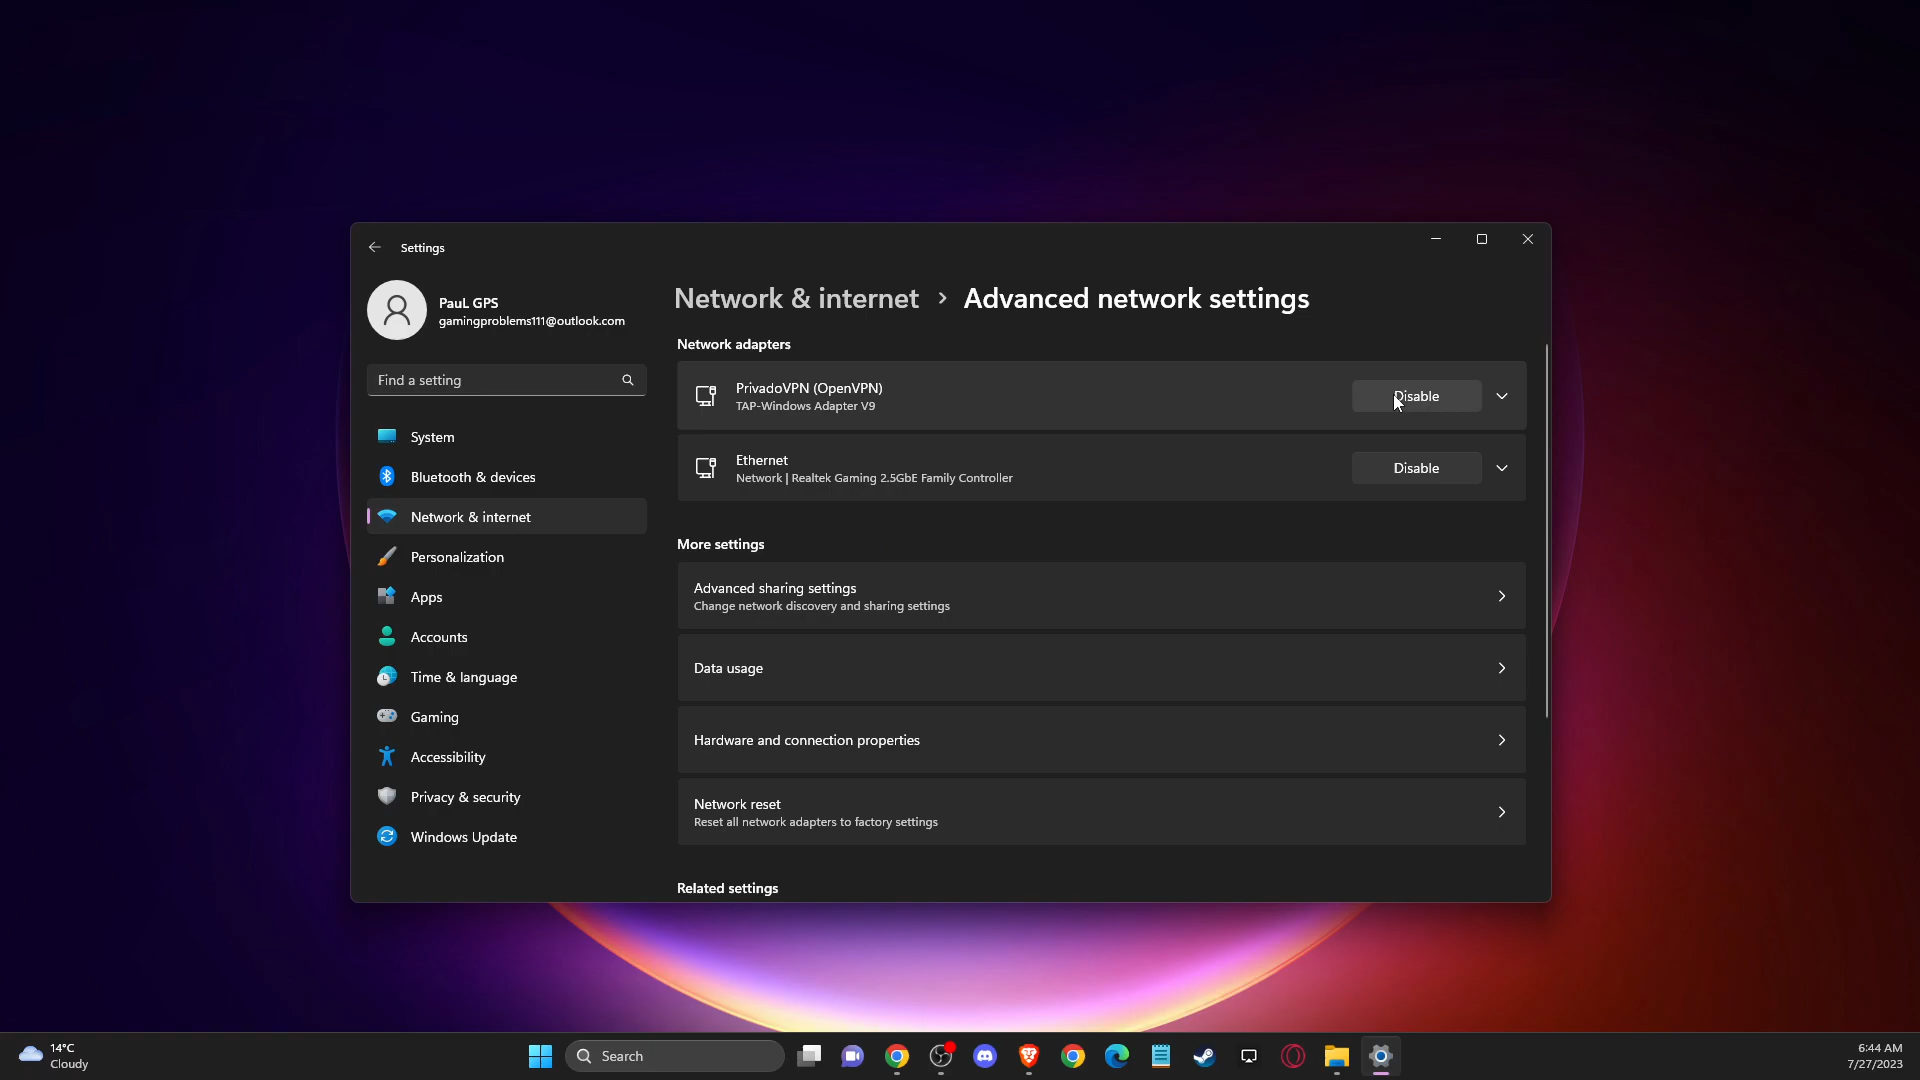 Settings
PauL GPS
gamingproblems111@outlook.com
Find a setting
System
Bluetooth & devices
Network & internet
Personalization
Apps
Accounts
Time & language
Gaming
Accessibility
Privacy & security
Windows Update
Network & internet > Advanced network settings
Network adapters
PrivadoVPN (OpenVPN)
TAP-Windows Adapter V9
Disable
Ethernet
Network | Realtek Gaming 2.5GbE Family Controller
Disable
More settings
Advanced sharing settings
Change network discovery and sharing settings
Data usage
Hardware and connection properties
Network reset
Reset all network adapters to factory settings
Related settings
14°C
Cloudy
Search
6:44 AM
7/27/2023